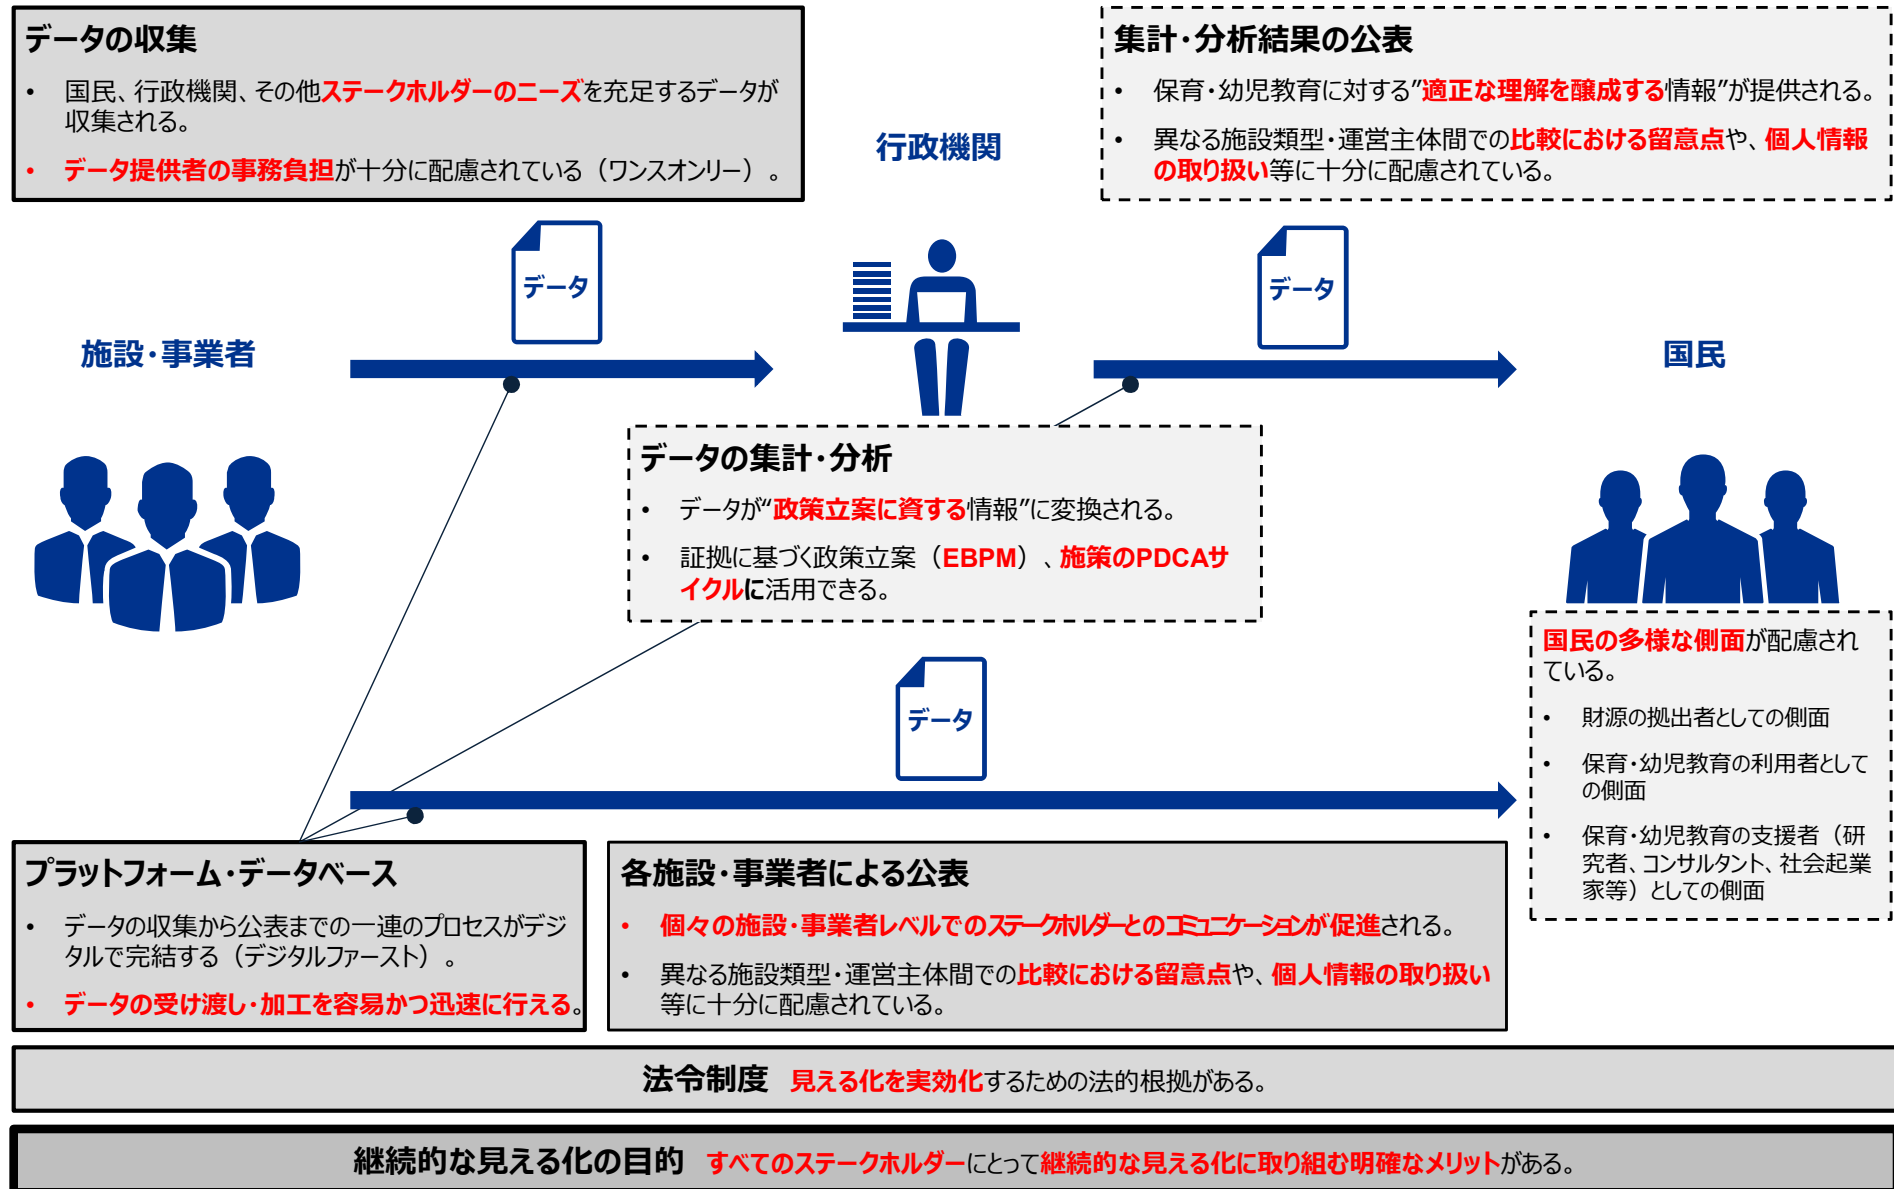 データの収集
• 国民、行政機関、その他ステークホルダーのニーズを充足するデータが
収集される。
• データ提供者の事務負担が十分に配慮されている（ワンスオンリー）。
行政機関
集計・分析結果の公表
• 保育・幼児教育に対する”適正な理解を醸成する情報”が提供される。
• 異なる施設類型・運営主体間での比較における留意点や、個人情報
の取り扱い等に十分に配慮されている。
データ
データ
施設・事業者
国民
データの集計・分析
• データが“政策立案に資する情報”に変換される。
• 証拠に基づく政策立案（EBPM）、施策のPDCAサ
イクルに活用できる。
国民の多様な側面が配慮され
ている。
• 財源の拠出者としての側面
• 保育・幼児教育の利用者として
の側面
• 保育・幼児教育の支援者（研
究者、コンサルタント、社会起業
家等）としての側面
データ
プラットフォーム・データベース
• データの収集から公表までの一連のプロセスがデジ
タルで完結する（デジタルファースト）。
• データの受け渡し・加工を容易かつ迅速に行える。
各施設・事業者による公表
• 個々の施設・事業者レベルでのステークホルダーとのコミュニケーションが促進される。
• 異なる施設類型・運営主体間での比較における留意点や、個人情報の取り扱い
等に十分に配慮されている。
法令制度 見える化を実効化するための法的根拠がある。
継続的な見える化の目的 すべてのステークホルダーにとって継続的な見える化に取り組む明確なメリットがある。